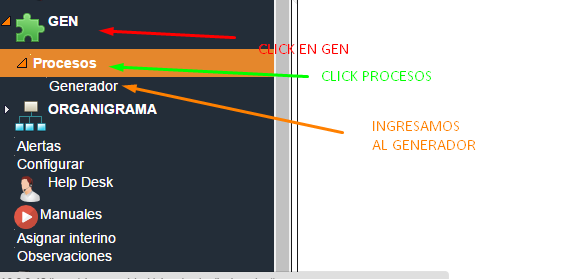 GEN
CLICK EN GEN
Procesos
CLICK PROCESOS
Generador
ORGANIGRAMA
INGRESAMOS
AL GENERADOR
Alertas
Configurar
Help Desk
Manuales
Asignar interino
Observaciones